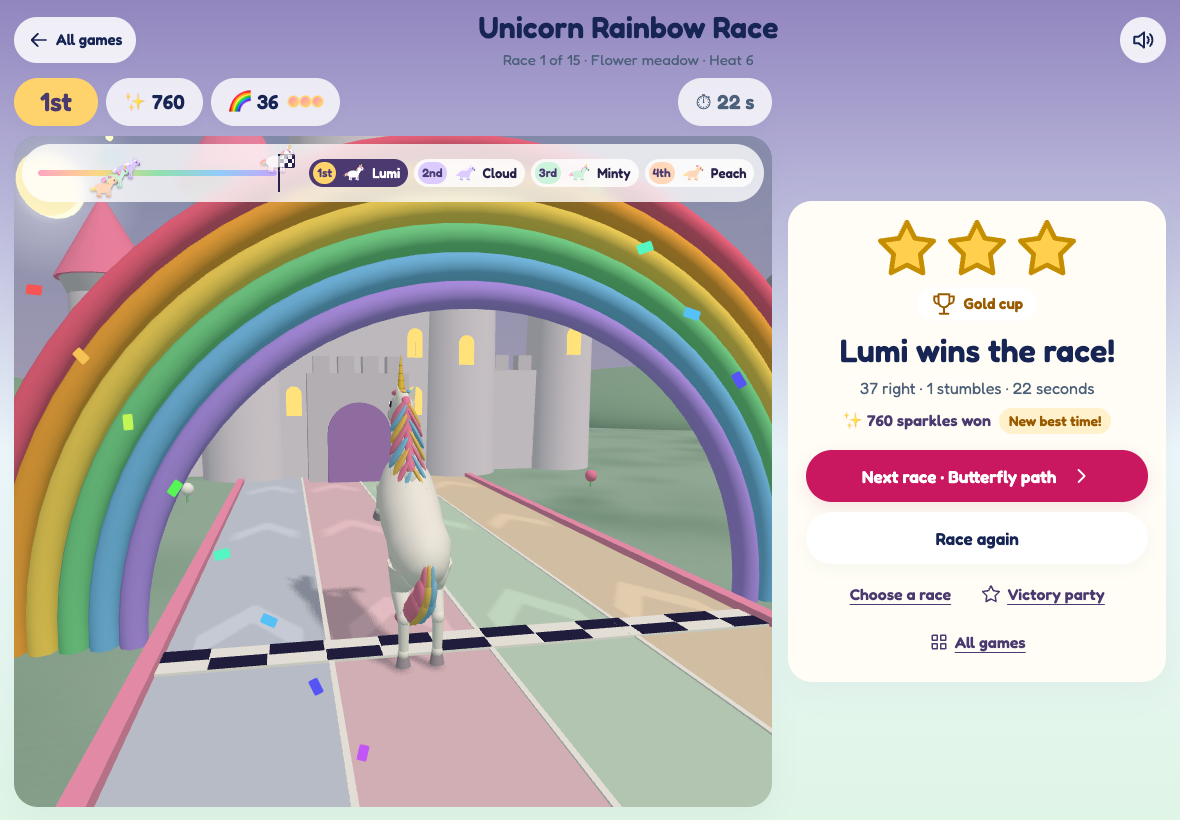 All games
Unicorn Rainbow Race
Race 1 of 15 · Flower meadow · Heat 6
1st
760
36
22 s
1st Lumi
2nd Cloud
3rd Minty
4th Peach
Gold cup
Lumi wins the race!
37 right · 1 stumbles · 22 seconds
760 sparkles won
New best time!
Next race · Butterfly path
Race again
Choose a race
Victory party
All games